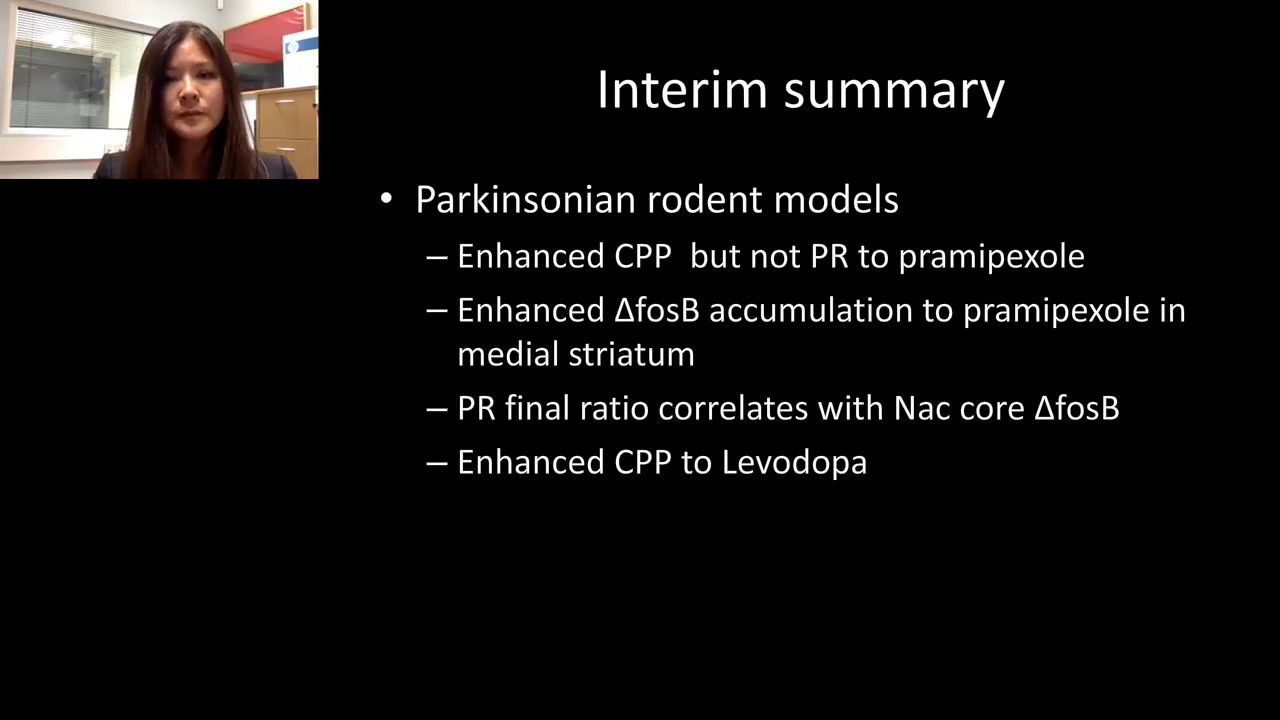 Interim summary
• Parkinsonian rodent models
– Enhanced CPP but not PR to pramipexole
– Enhanced ΔfosB accumulation to pramipexole in
medial striatum
– PR final ratio correlates with Nac core ΔfosB
– Enhanced CPP to Levodopa